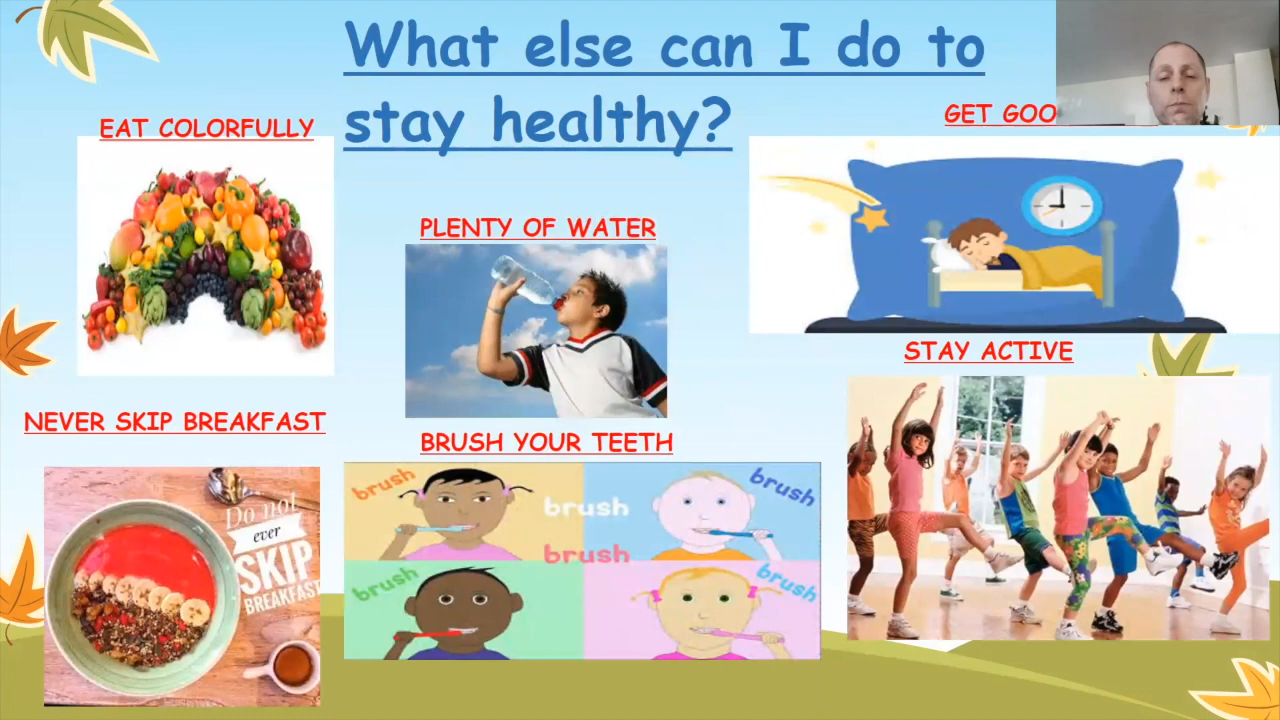 What else can I do to
stay healthy?
EAT COLORFULLY
GET
PLENTY OF WATER
STAY ACTIVE
NEVER SKIP BREAKFAST
BRUSH YOUR TEETH
Do not
ever
SKIP
BREAKFAST
brush
brush
brush
brush
brush
brush